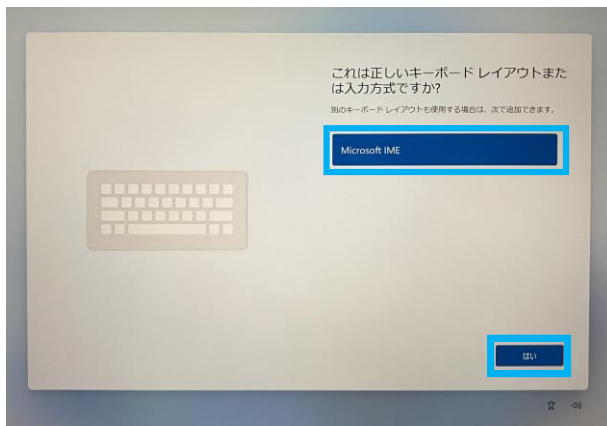 これは正しいキーボード レイアウトまた
は入力方式ですか?
別のキーボード レイアウトも使用する場合は、次で追加できます。
Microsoft IME
はい